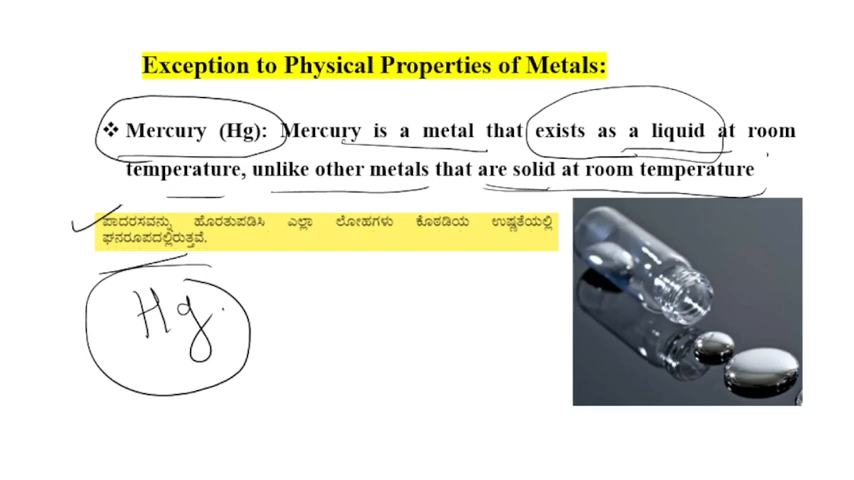 Exception to Physical Properties of Metals:
❖ Mercury (Hg): Mercury is a metal that exists as a liquid at room
temperature, unlike other metals that are solid at room temperature
ಪಾದರಸವನ್ನು ಹೊರತುಪಡಿಸಿ ಎಲ್ಲಾ ಲೋಹಗಳು ಕೊಠಡಿಯ ಉಷ್ಣತೆಯಲ್ಲಿ
ಘನರೂಪದಲ್ಲಿರುತ್ತವೆ.
Hg.